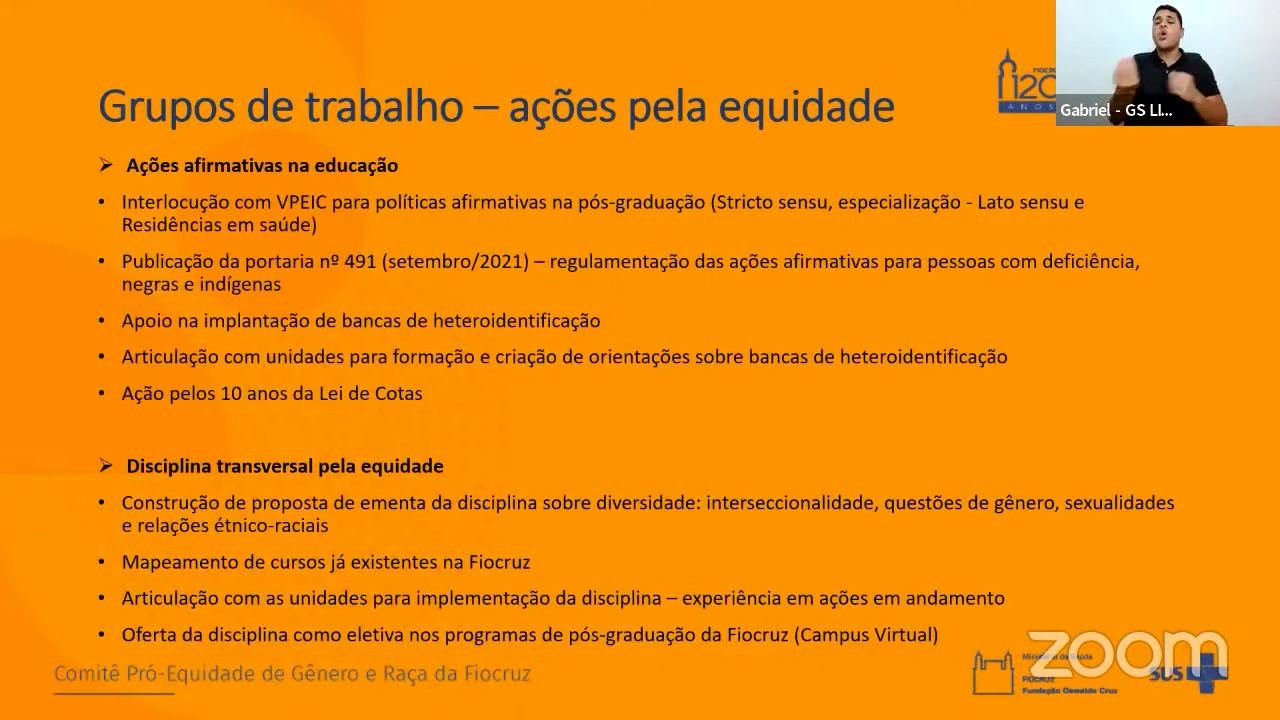 Grupos de trabalho – ações pela equidade
FIOCRUZ
120
ANOS
Gabriel - GS LI...
➢ Ações afirmativas na educação
• Interlocução com VPEIC para políticas afirmativas na pós-graduação (Stricto sensu, especialização - Lato sensu e
Residências em saúde)
• Publicação da portaria nº 491 (setembro/2021) – regulamentação das ações afirmativas para pessoas com deficiência,
negras e indígenas
• Apoio na implantação de bancas de heteroidentificação
• Articulação com unidades para formação e criação de orientações sobre bancas de heteroidentificação
• Ação pelos 10 anos da Lei de Cotas
➢ Disciplina transversal pela equidade
• Construção de proposta de ementa da disciplina sobre diversidade: interseccionalidade, questões de gênero, sexualidades
e relações étnico-raciais
• Mapeamento de cursos já existentes na Fiocruz
• Articulação com as unidades para implementação da disciplina – experiência em ações em andamento
• Oferta da disciplina como eletiva nos programas de pós-graduação da Fiocruz (Campus Virtual)
zoom
Comitê Pró-Equidade de Gênero e Raça da Fiocruz
Ministério da Saúde
FIOCRUZ
Fundação Oswaldo Cruz
SUS